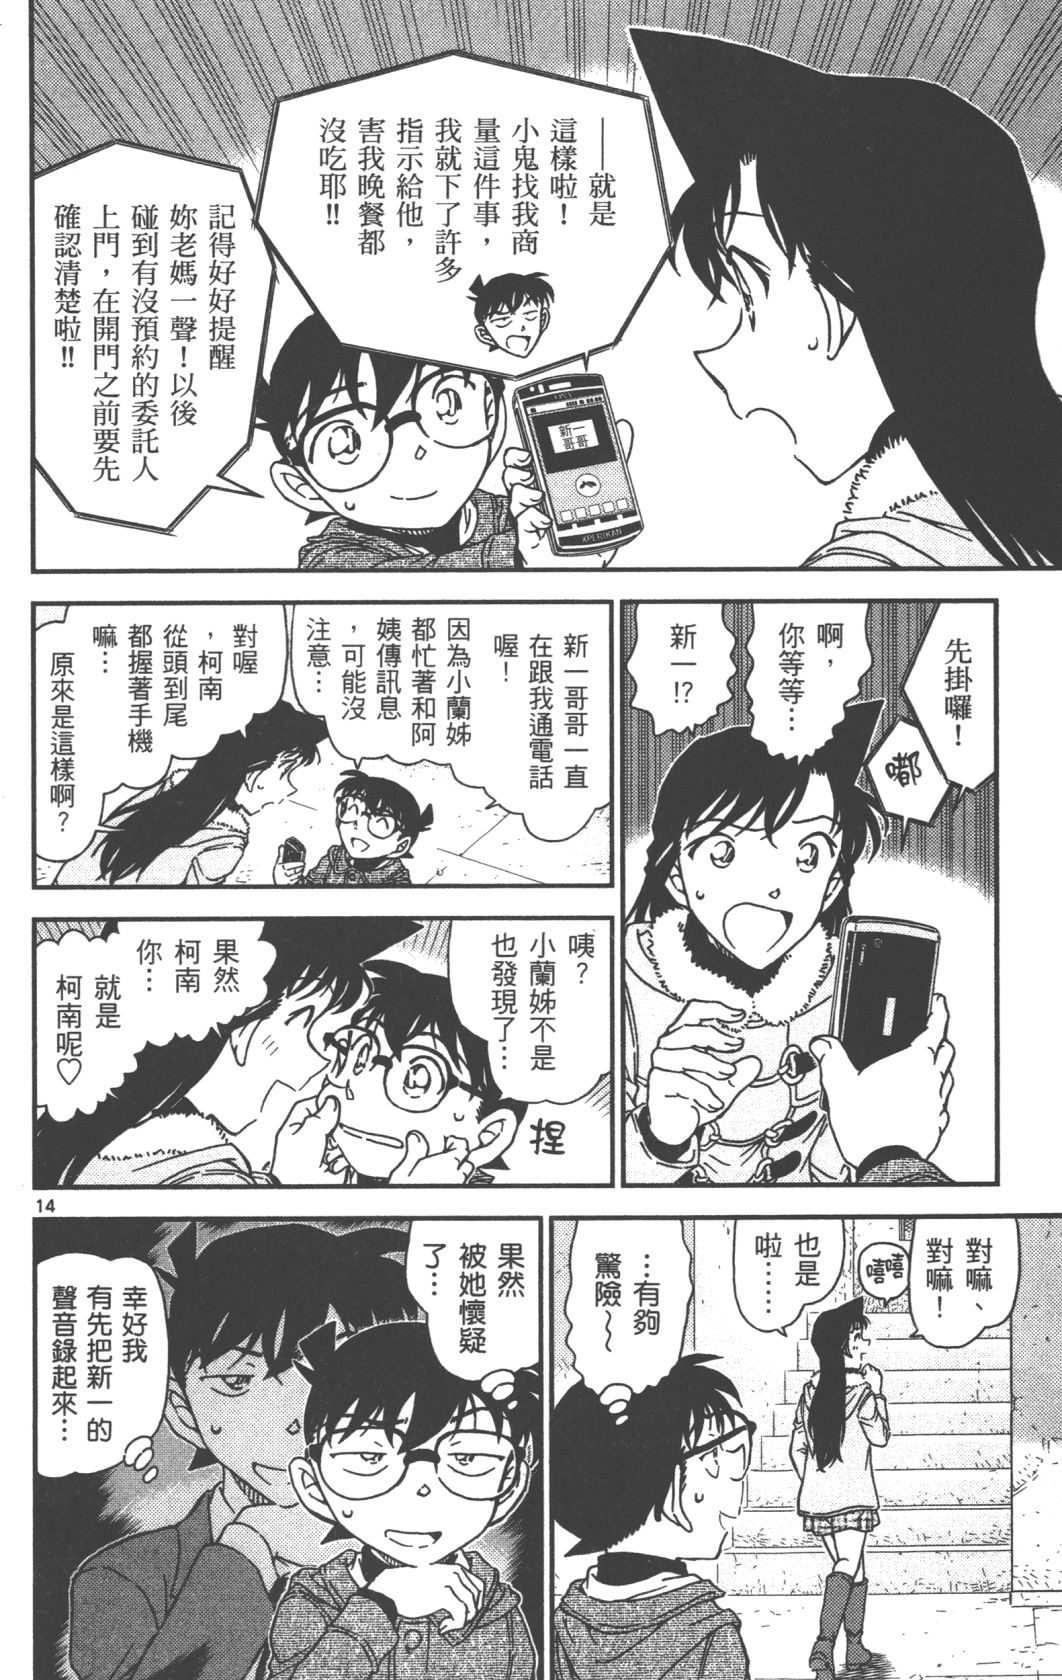 ——就是
這樣啦！
小鬼找我商
量這件事，
我就下了許多
指示給他，
害我晚餐都
沒吃耶!!
記得好好提醒
妳老媽一聲！以後
碰到有沒預約的委託人
上門，在開門之前要先
確認清楚啦!!
新一
哥哥
XPERIKAN
先掛囉！
嘟
啊，
你等等…
新一!?
新一哥哥一直
在跟我通電話
喔！
因為小蘭姊
都忙著和阿
姨傳訊息
，可能沒
注意…
對喔
，柯南
從頭到尾
都握著手機
嘛…
原來是這樣啊？
咦？
小蘭姊不是
也發現了…
捏
果然
柯南
你…
就是
柯南呢♡
14
對嘛、
對嘛！
嘻嘻
也是
啦……
…有夠
驚險～～
果然
被她懷疑
了…
幸好我
有先把新一的
聲音錄起來…